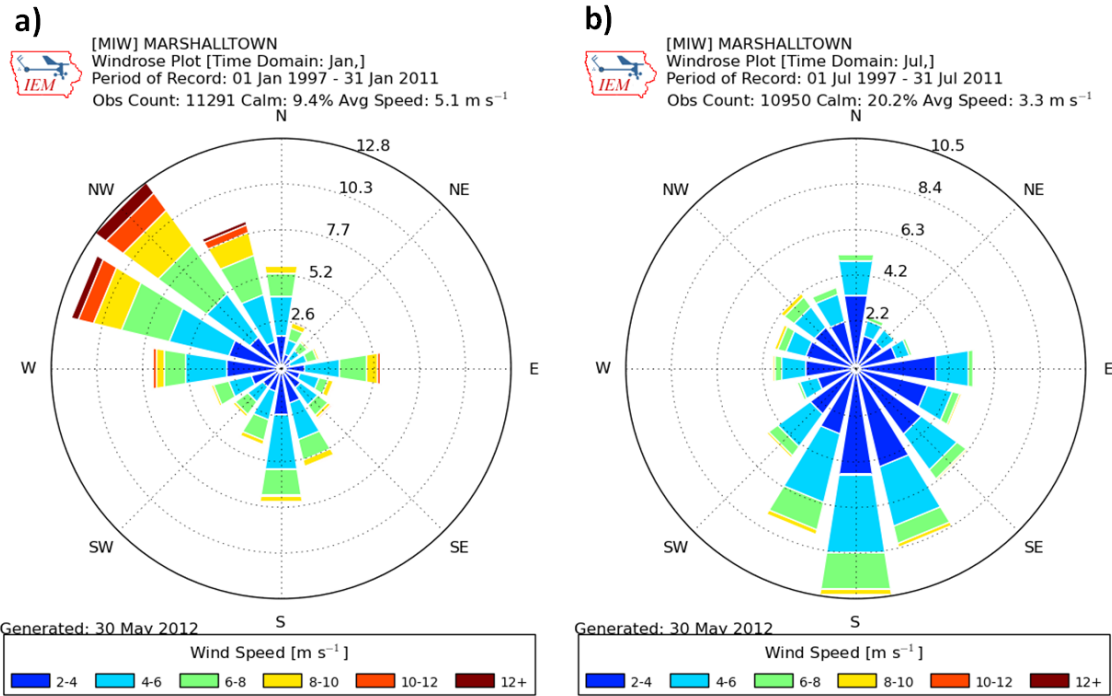 a)
[MIW] MARSHALLTOWN
Windrose Plot [Time Domain: Jan,]
Period of Record: 01 Jan 1997 - 31 Jan 2011
Obs Count: 11291 Calm: 9.4% Avg Speed: 5.1 m s⁻¹
IEM
N
NE
E
SE
S
SW
W
NW
12.8
10.3
7.7
5.2
2.6
Generated: 30 May 2012
Wind Speed [m s⁻¹]
2-4 4-6 6-8 8-10 10-12 12+
b)
[MIW] MARSHALLTOWN
Windrose Plot [Time Domain: Jul,]
Period of Record: 01 Jul 1997 - 31 Jul 2011
Obs Count: 10950 Calm: 20.2% Avg Speed: 3.3 m s⁻¹
IEM
N
NE
E
SE
S
SW
W
NW
10.5
8.4
6.3
4.2
2.2
Generated: 30 May 2012
Wind Speed [m s⁻¹]
2-4 4-6 6-8 8-10 10-12 12+